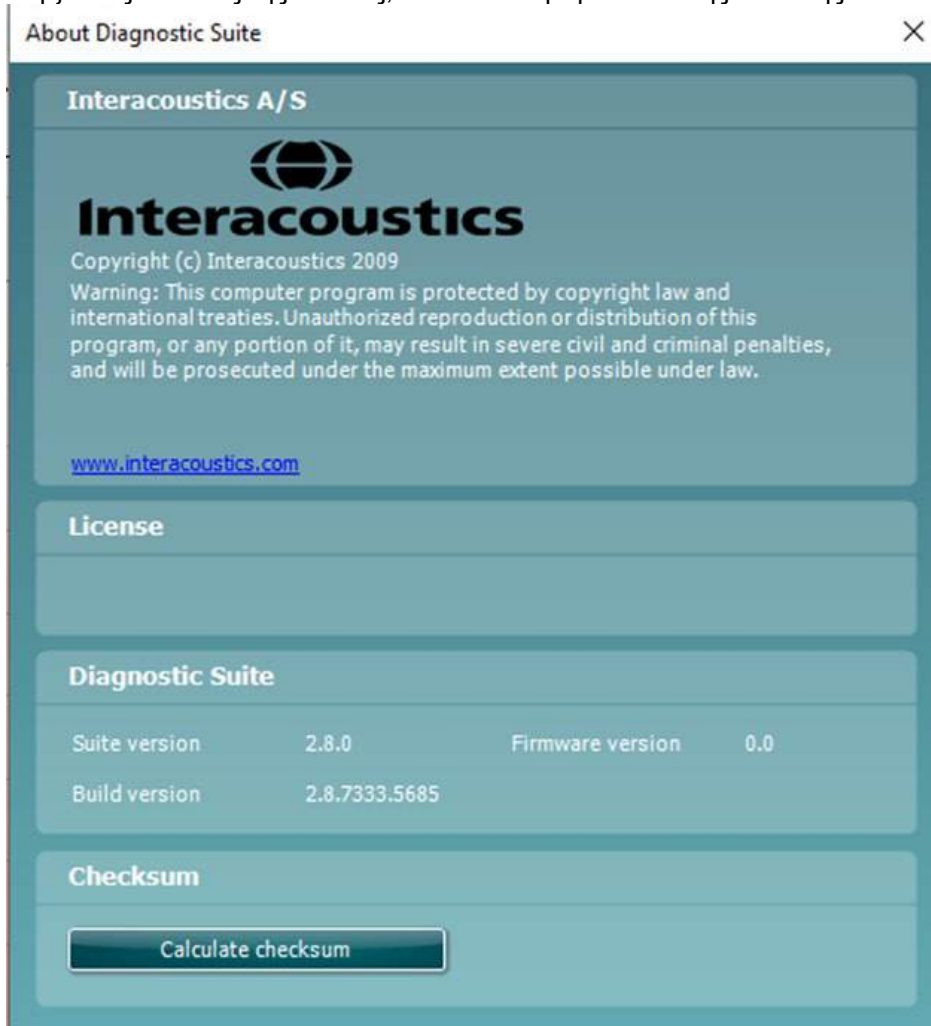 About Diagnostic Suite
Interacoustics A/S
Interacoustics
Copyright (c) Interacoustics 2009
Warning: This computer program is protected by copyright law and
international treaties. Unauthorized reproduction or distribution of this
program, or any portion of it, may result in severe civil and criminal penalties,
and will be prosecuted under the maximum extent possible under law.
www.interacoustics.com
License
Diagnostic Suite
Suite version 2.8.0 Firmware version 0.0
Build version 2.8.7333.5685
Checksum
Calculate checksum